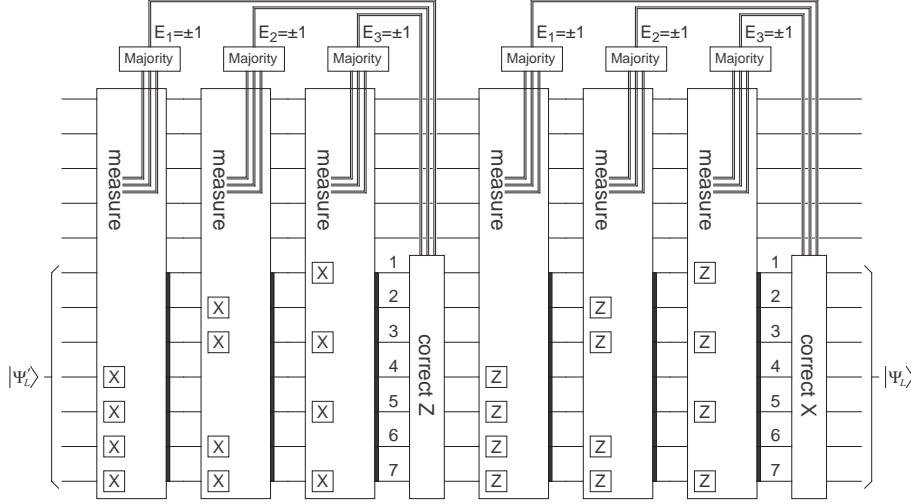 E1=±1 E2=±1 E3=±1 E1=±1 E2=±1 E3=±1
Majority Majority Majority Majority Majority Majority
measure measure measure measure measure measure
X 1 Z 1
X 2 Z 2
X X 3 Z Z 3
|Ψ'L⟩ X 4 Z 4 |ΨL⟩
X X 5 Z Z 5
X X 6 Z Z 6
X X X 7 Z Z Z 7
correct Z correct X